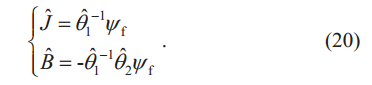 Ĵ = θ̂₁⁻¹ψ_f
B̂ = -θ̂₁⁻¹θ̂₂ψ_f . (20)